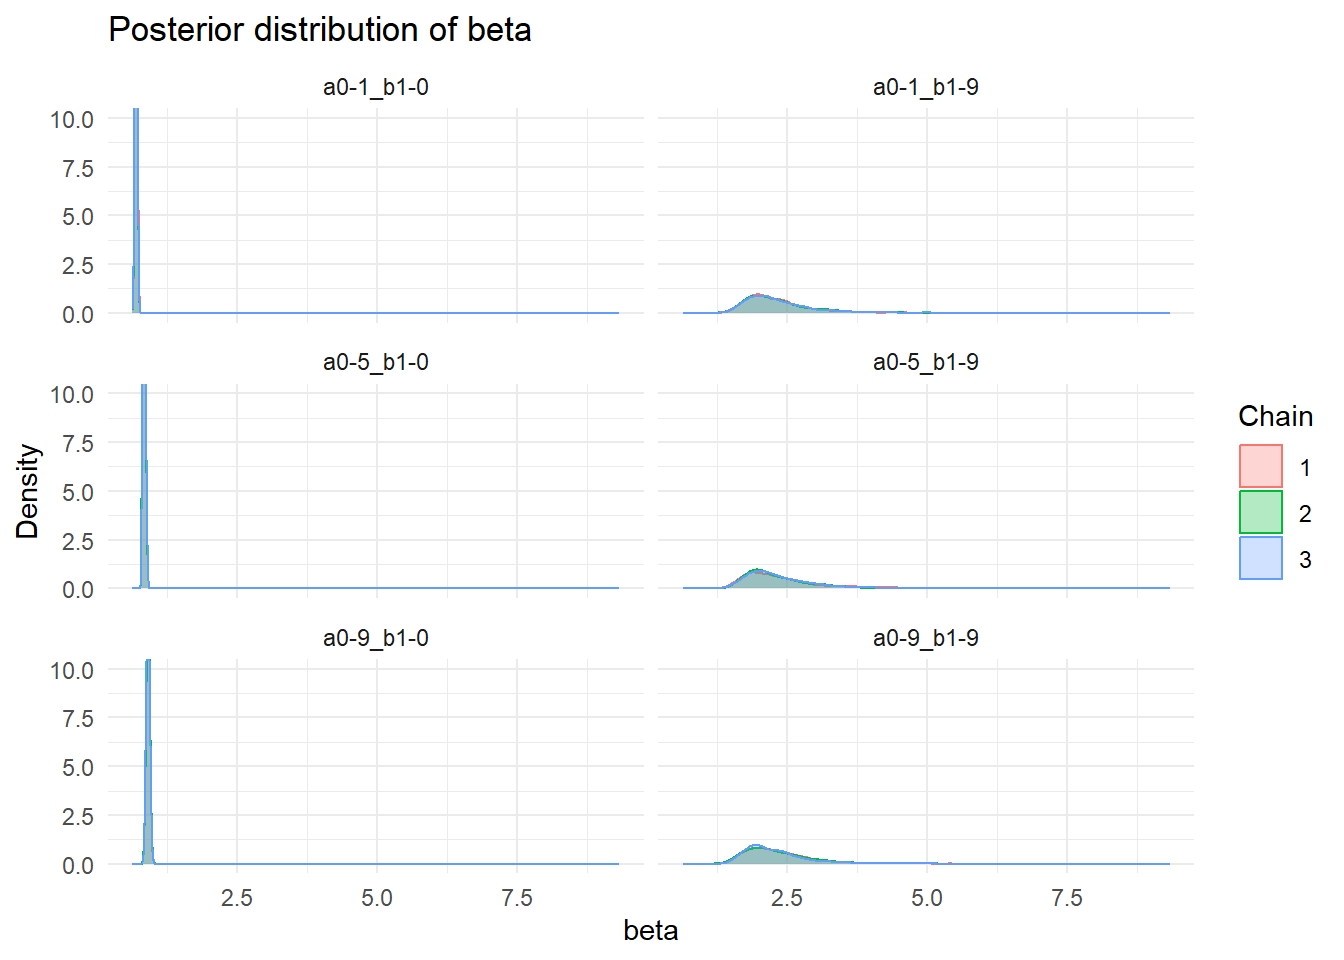 Posterior distribution of beta
a0-1_b1-0
a0-1_b1-9
10.0
7.5
5.0
2.5
0.0
a0-5_b1-0
a0-5_b1-9
10.0
7.5
5.0
2.5
0.0
a0-9_b1-0
a0-9_b1-9
10.0
7.5
5.0
2.5
0.0
2.5 5.0 7.5
2.5 5.0 7.5
beta
Density
Chain
1
2
3